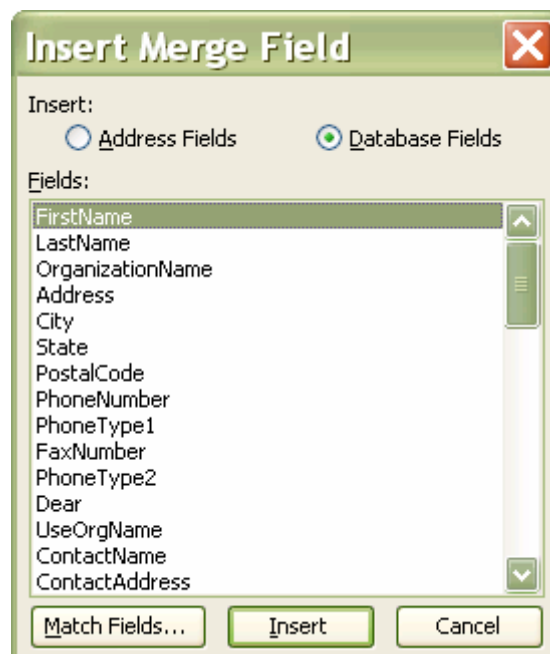 Insert Merge Field
Insert:
Address Fields Database Fields
Fields:
FirstName
LastName
OrganizationName
Address
City
State
PostalCode
PhoneNumber
PhoneType1
FaxNumber
PhoneType2
Dear
UseOrgName
ContactName
ContactAddress
Match Fields... Insert Cancel